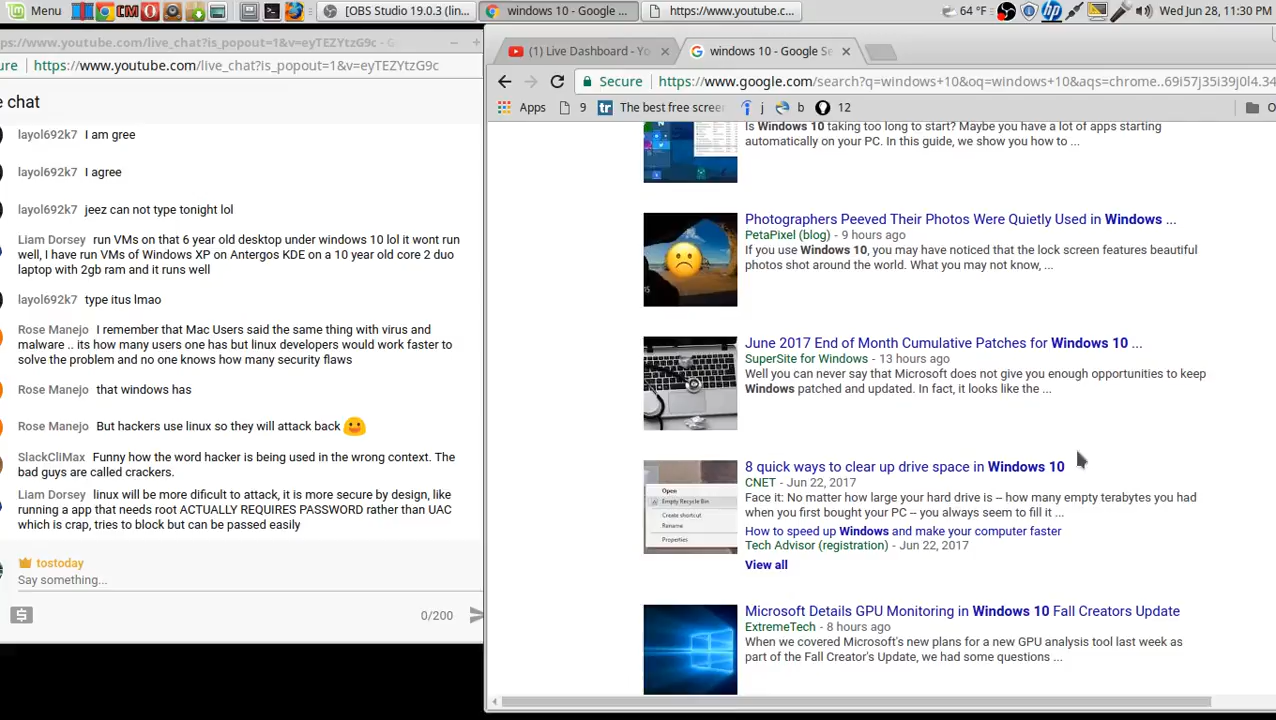 Menu
CM
[OBS Studio 19.0.3 (lin...
windows 10 - Google ...
https://www.youtube.c...
64 °F
Wed Jun 28, 11:30 PM
ps://www.youtube.com/live_chat?is_popout=1&v=eyTEZYtzG9c - G
ure https://www.youtube.com/live_chat?is_popout=1&v=eyTEZYtzG9c
e chat
layol692k7 I am gree
layol692k7 I agree
layol692k7 jeez can not type tonight lol
Liam Dorsey run VMs on that 6 year old desktop under windows 10 lol it wont run
well, I have run VMs of Windows XP on Antergos KDE on a 10 year old core 2 duo
laptop with 2gb ram and it runs well
layol692k7 type itus lmao
Rose Manejo I remember that Mac Users said the same thing with virus and
malware .. its how many users one has but linux developers would work faster to
solve the problem and no one knows how many security flaws
Rose Manejo that windows has
Rose Manejo But hackers use linux so they will attack back
SlackCliMax Funny how the word hacker is being used in the wrong context. The
bad guys are called crackers.
Liam Dorsey linux will be more dificult to attack, it is more secure by design, like
running a app that needs root ACTUALLY REQUIRES PASSWORD rather than UAC
which is crap, tries to block but can be passed easily
tostoday
Say something...
0/200
(1) Live Dashboard - Yo
windows 10 - Google Se
Secure https://www.google.com/search?q=windows+10&oq=windows+10&aqs=chrome..69i57j35i39j0l4.34
Apps 9 tr The best free scree j b 12
Is Windows 10 taking too long to start? Maybe you have a lot of apps starting
automatically on your PC. In this guide, we show you how to ...
Photographers Peeved Their Photos Were Quietly Used in Windows ...
PetaPixel (blog) - 9 hours ago
If you use Windows 10, you may have noticed that the lock screen features beautiful
photos shot around the world. What you may not know, ...
June 2017 End of Month Cumulative Patches for Windows 10 ...
SuperSite for Windows - 13 hours ago
Well you can never say that Microsoft does not give you enough opportunities to keep
Windows patched and updated. In fact, it looks like the ...
8 quick ways to clear up drive space in Windows 10
CNET - Jun 22, 2017
Face it: No matter how large your hard drive is -- how many empty terabytes you had
when you first bought your PC -- you always seem to fill it ...
Open
Empty Recycle Bin
Create shortcut
Rename
Properties
How to speed up Windows and make your computer faster
Tech Advisor (registration) - Jun 22, 2017
View all
Microsoft Details GPU Monitoring in Windows 10 Fall Creators Update
ExtremeTech - 8 hours ago
When we covered Microsoft's new plans for a new GPU analysis tool last week as
part of the Fall Creator's Update, we had some questions ...